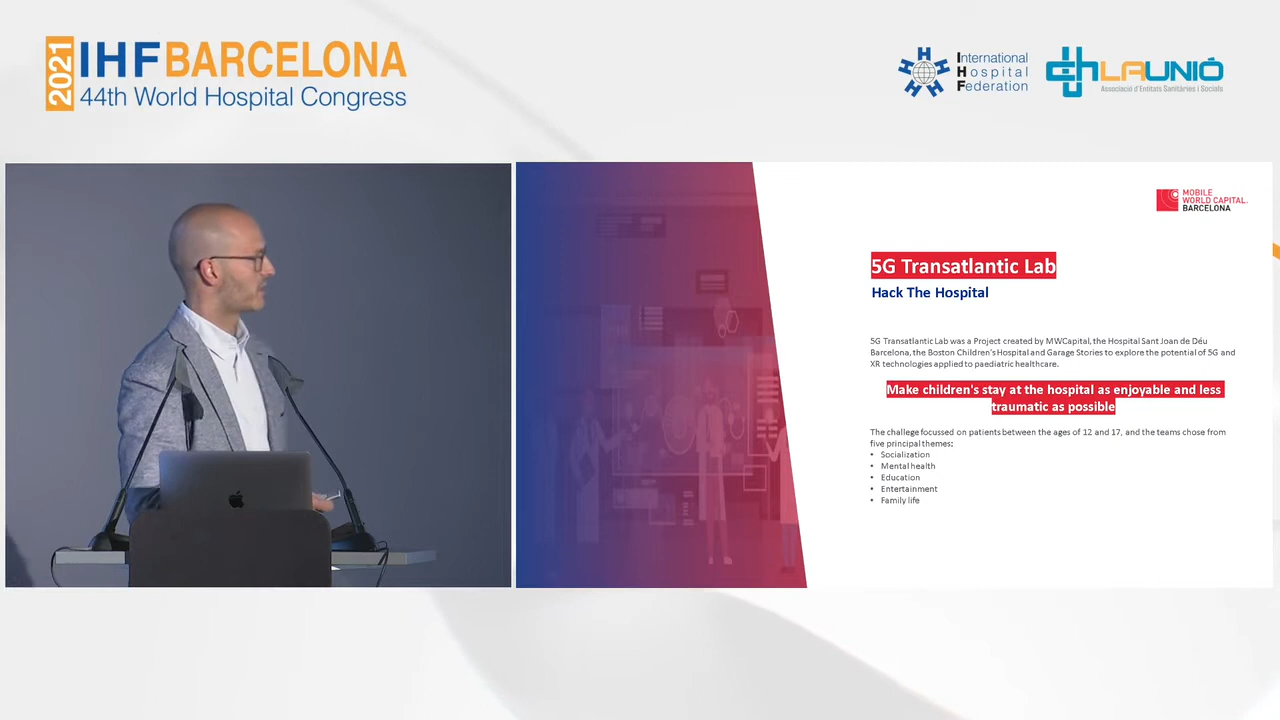 2021 IHF BARCELONA
44th World Hospital Congress
International
Hospital
Federation
LAUNIÓ
Associació d'Entitats Sanitàries i Socials
MOBILE
WORLD CAPITAL.
BARCELONA
5G Transatlantic Lab
Hack The Hospital
5G Transatlantic Lab was a Project created by MWCapital, the Hospital Sant Joan de Déu
Barcelona, the Boston Children's Hospital and Garage Stories to explore the potential of 5G and
XR technologies applied to paediatric healthcare.
Make children's stay at the hospital as enjoyable and less
traumatic as possible
The challege focussed on patients between the ages of 12 and 17, and the teams chose from
five principal themes:
• Socialization
• Mental health
• Education
• Entertainment
• Family life